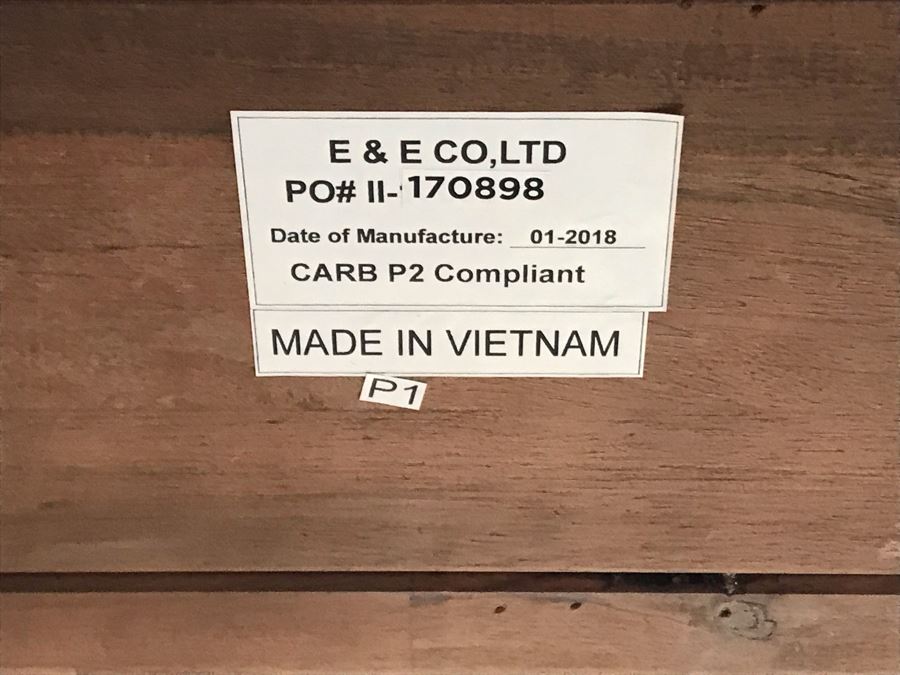 E & E CO,LTD
PO# II-170898
Date of Manufacture: 01-2018
CARB P2 Compliant
MADE IN VIETNAM
P1